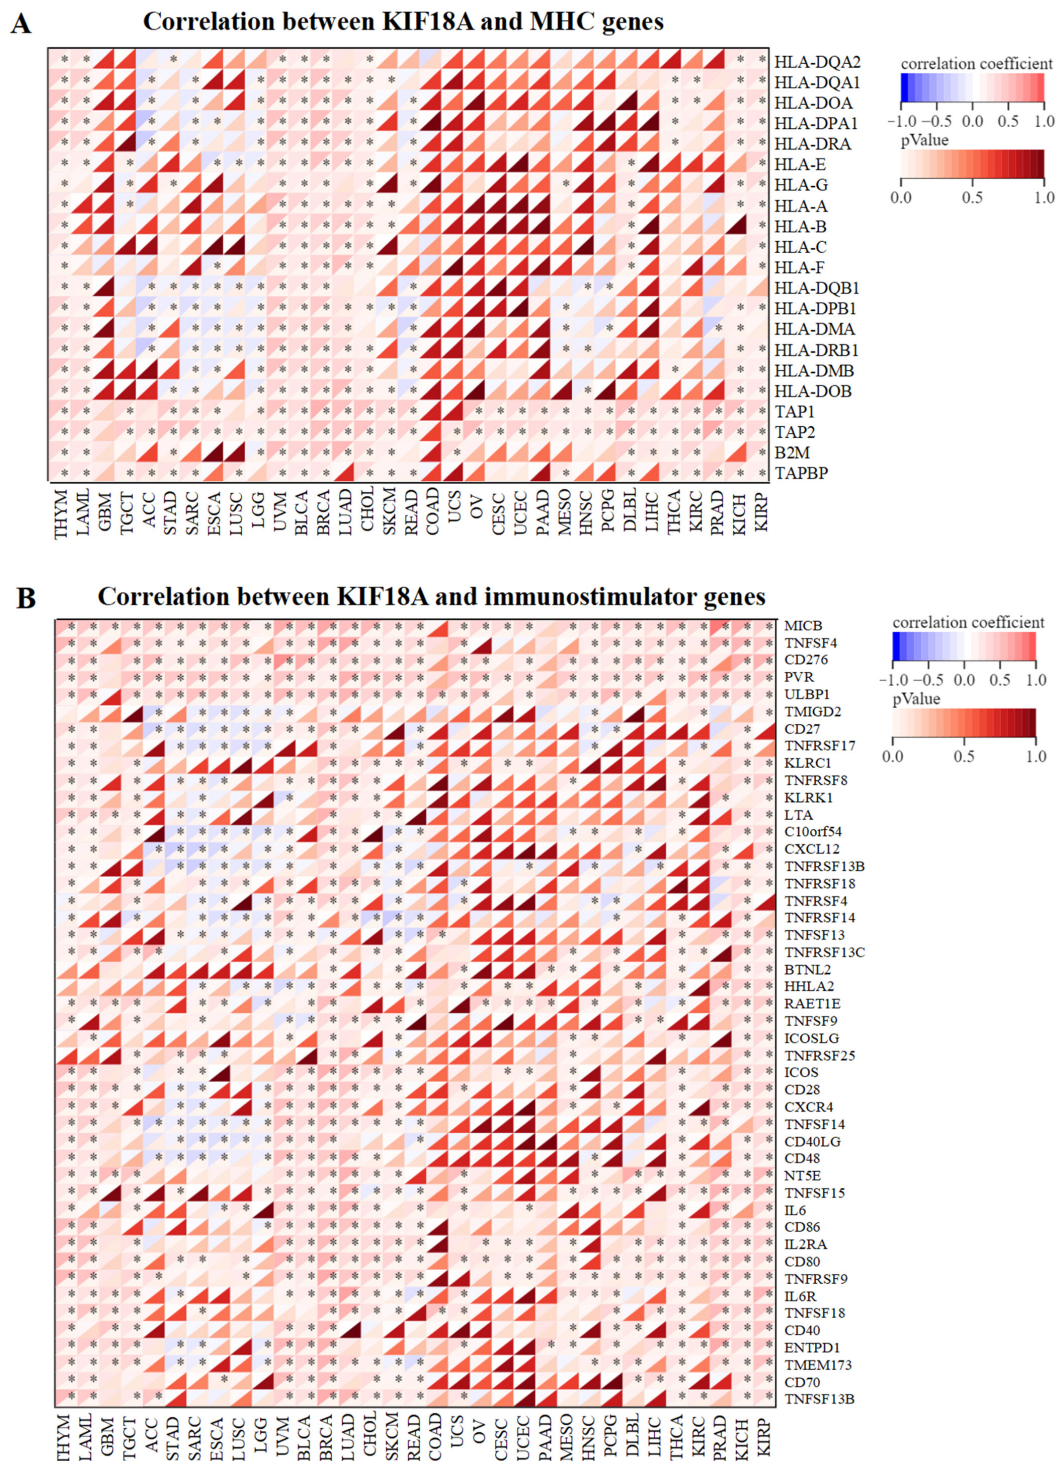 A
Correlation between KIF18A and MHC genes
HLA-DQA2
HLA-DQA1
HLA-DOA
HLA-DPA1
HLA-DRA
HLA-E
HLA-G
HLA-A
HLA-B
HLA-C
HLA-F
HLA-DQB1
HLA-DPB1
HLA-DMA
HLA-DRB1
HLA-DMB
HLA-DOB
TAP1
TAP2
B2M
TAPBP
THYM LAML GBM TGCT ACC STAD SARC ESCA LUSC LGG UVM BLCA BRCA LUAD CHOL SKCM READ COAD UCS OV CESC UCEC PAAD MESO HNSC PCPG DLBL LIHC THCA KIRC PRAD KICH KIRP
correlation coefficient
−1.0 −0.5 0.0 0.5 1.0
pValue
0.0 0.5 1.0
B
Correlation between KIF18A and immunostimulator genes
MICB
TNFSF4
CD276
PVR
ULBP1
TMIGD2
CD27
TNFRSF17
KLRC1
TNFRSF8
KLRK1
LTA
C10orf54
CXCL12
TNFRSF13B
TNFRSF18
TNFRSF4
TNFRSF14
TNFSF13
TNFRSF13C
BTNL2
HHLA2
RAET1E
TNFSF9
ICOSLG
TNFRSF25
ICOS
CD28
CXCR4
TNFSF14
CD40LG
CD48
NT5E
TNFSF15
IL6
CD86
IL2RA
CD80
TNFRSF9
IL6R
TNFSF18
CD40
ENTPD1
TMEM173
CD70
TNFSF13B
THYM LAML GBM TGCT ACC STAD SARC ESCA LUSC LGG UVM BLCA BRCA LUAD CHOL SKCM READ COAD UCS OV CESC UCEC PAAD MESO HNSC PCPG DLBL LIHC THCA KIRC PRAD KICH KIRP
correlation coefficient
−1.0 −0.5 0.0 0.5 1.0
pValue
0.0 0.5 1.0